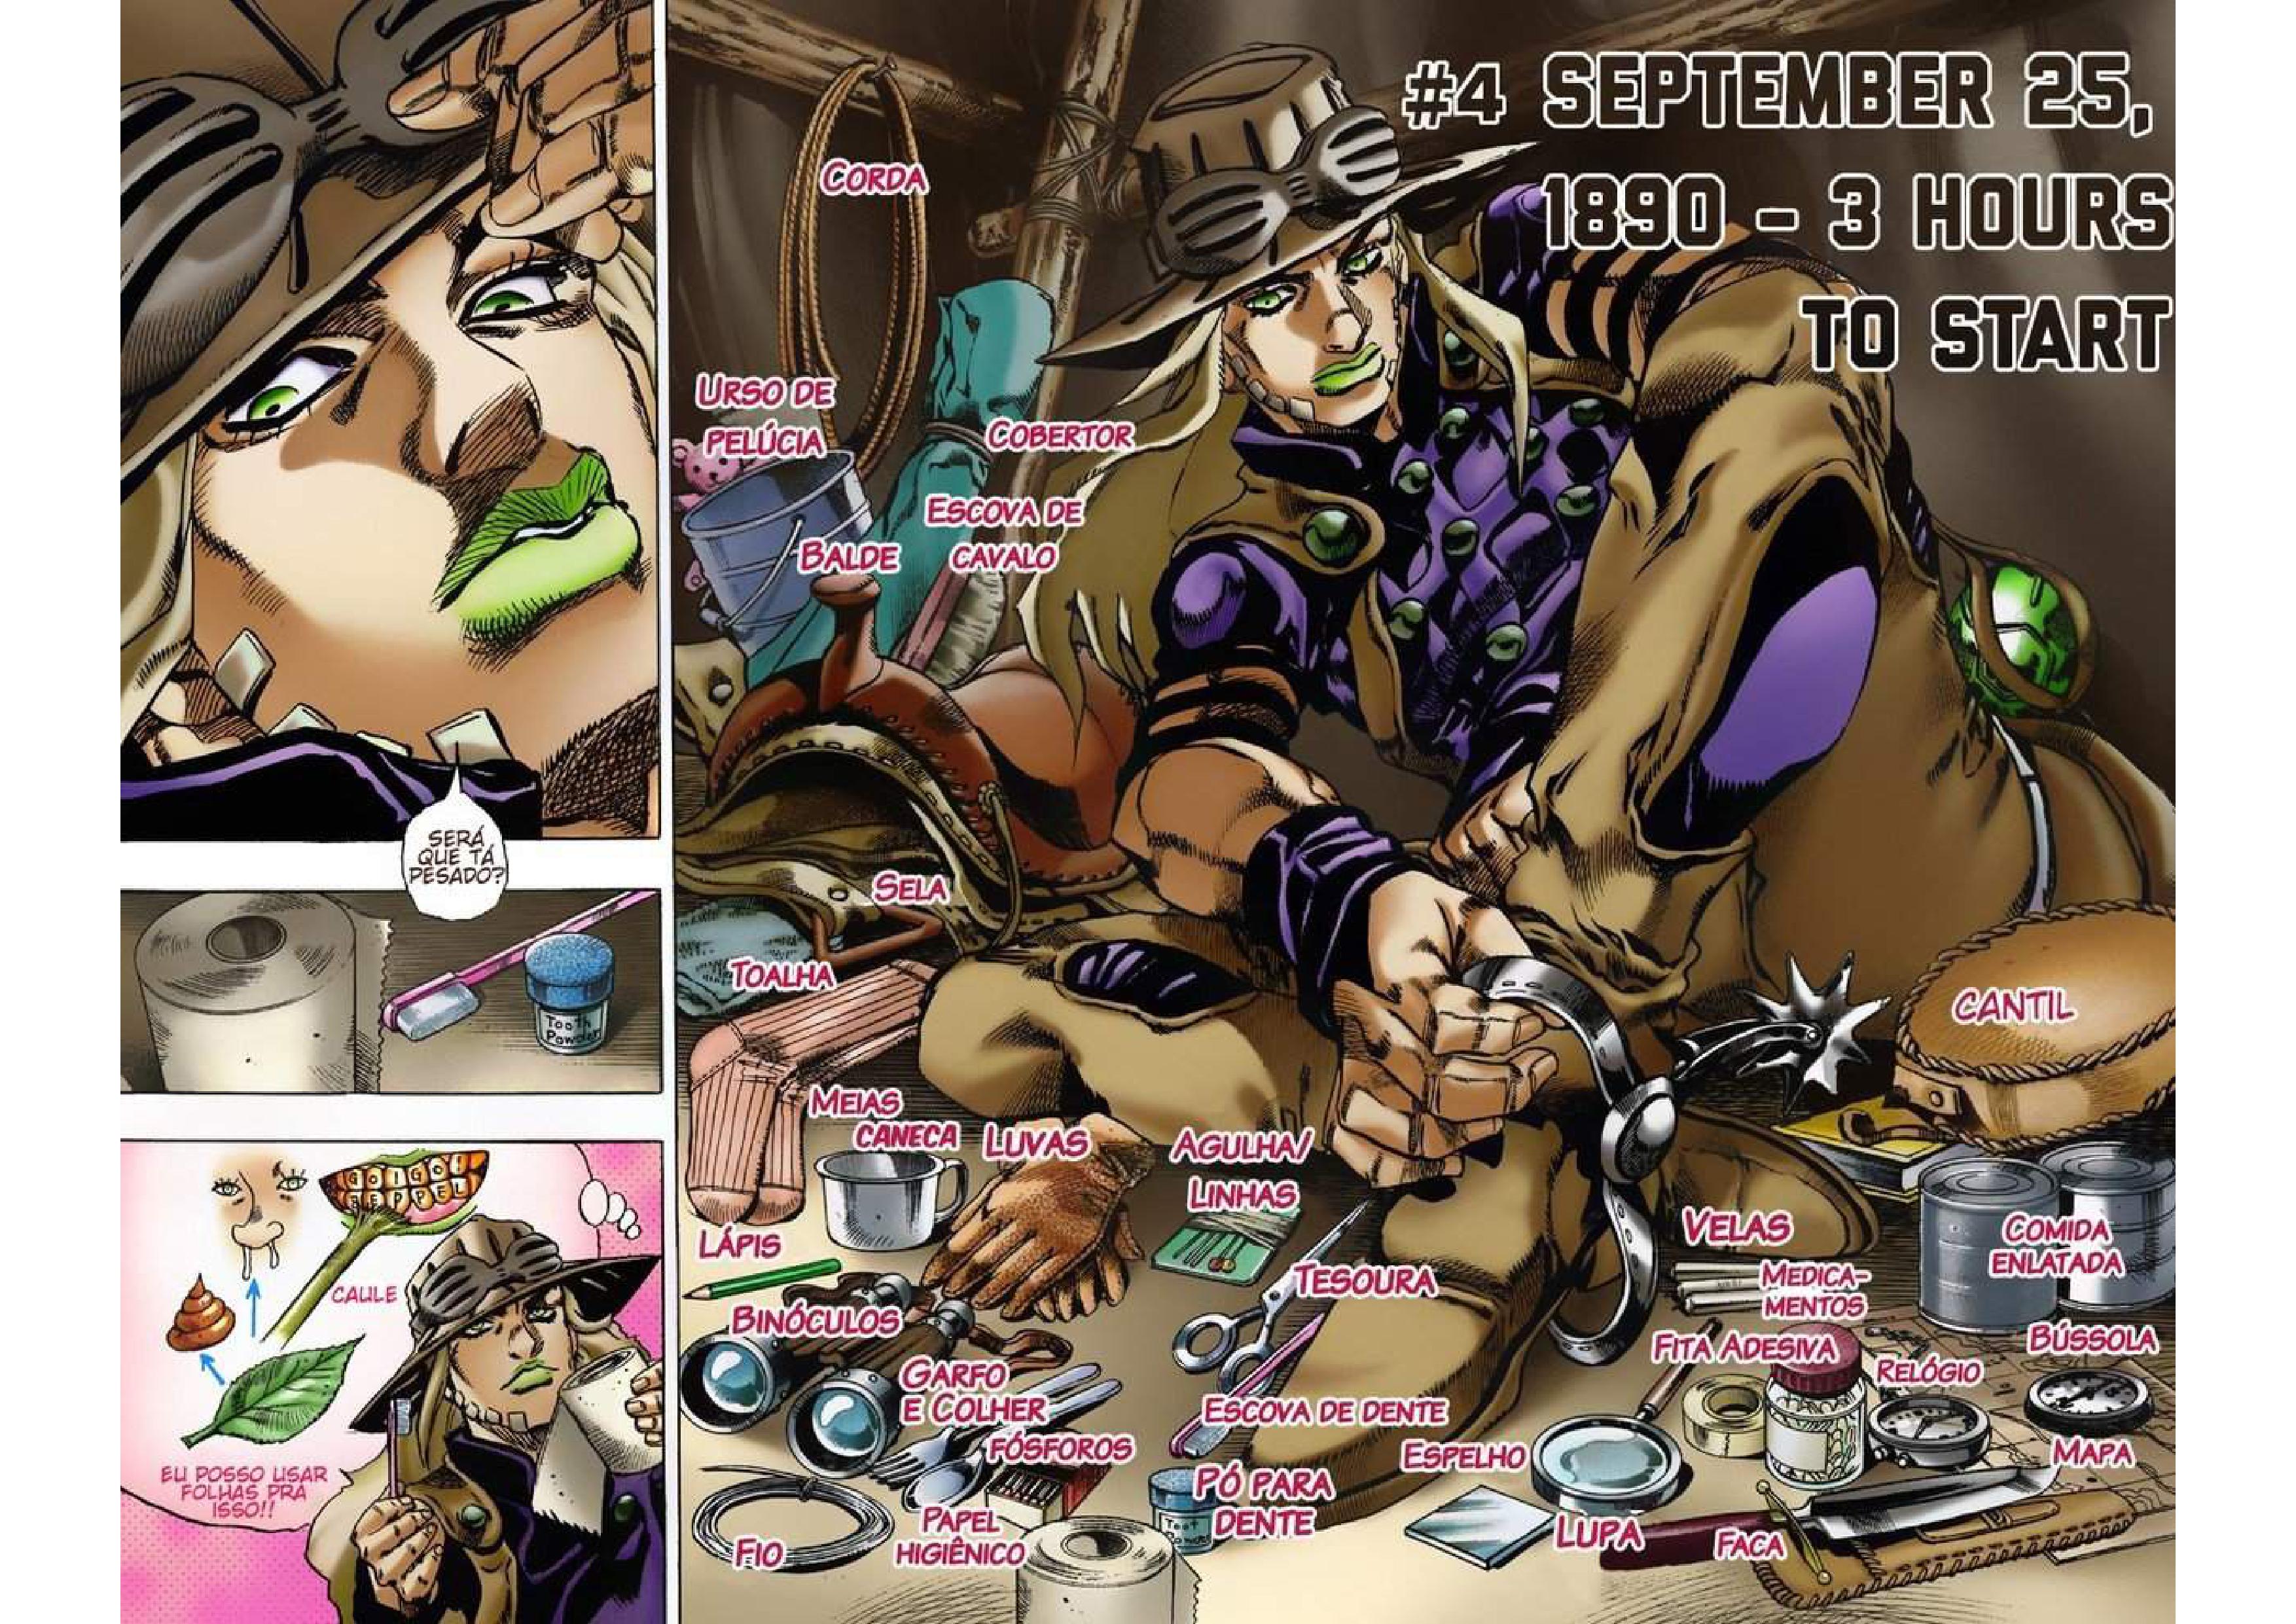 #4 SEPTEMBER 25,
1890 - 3 HOURS
TO START
CORDA
URSO DE
PELÚCIA
COBERTOR
ESCOVA DE
CAVALO
BALDE
SELA
TOALHA
CANTIL
MEIAS
CANECA
LUVAS
AGULHA/
LINHAS
LÁPIS
TESOURA
VELAS
COMIDA
ENLATADA
MEDICA-
MENTOS
BINÓCULOS
FITA ADESIVA
BÚSSOLA
RELÓGIO
GARFO
E COLHER
ESCOVA DE DENTE
FÓSFOROS
ESPELHO
MAPA
PÓ PARA
DENTE
PAPEL
HIGIÊNICO
FIO
LUPA
FACA
SERÁ
QUE TÁ
PESADO?
Tooth
Powder
GO!GO!
ZEPPELI
CAULE
EU POSSO USAR
FOLHAS PRA
ISSO!!